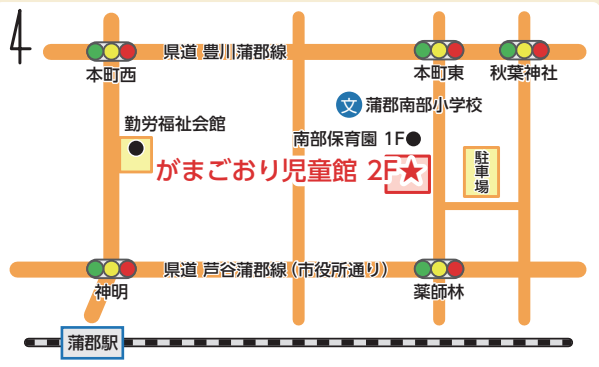 4
県道 豊川蒲郡線
本町西
本町東
秋葉神社
文 蒲郡南部小学校
勤労福祉会館
南部保育園 1F
がまごおり児童館 2F
駐車場
県道 芦谷蒲郡線（市役所通り）
神明
薬師林
蒲郡駅